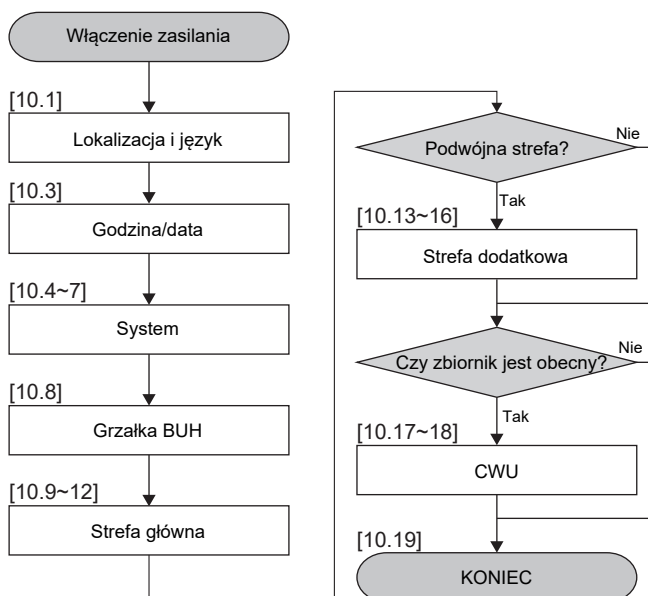 Włączenie zasilania
[10.1]
Lokalizacja i język
[10.3]
Godzina/data
[10.4~7]
System
[10.8]
Grzałka BUH
[10.9~12]
Strefa główna
Podwójna strefa?
Nie
Tak
[10.13~16]
Strefa dodatkowa
Czy zbiornik jest obecny?
Nie
Tak
[10.17~18]
CWU
[10.19]
KONIEC